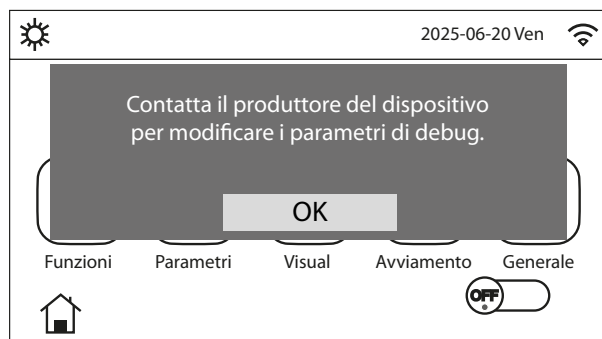 2025-06-20 Ven
Contatta il produttore del dispositivo
per modificare i parametri di debug.
OK
Funzioni Parametri Visual Avviamento Generale
OFF